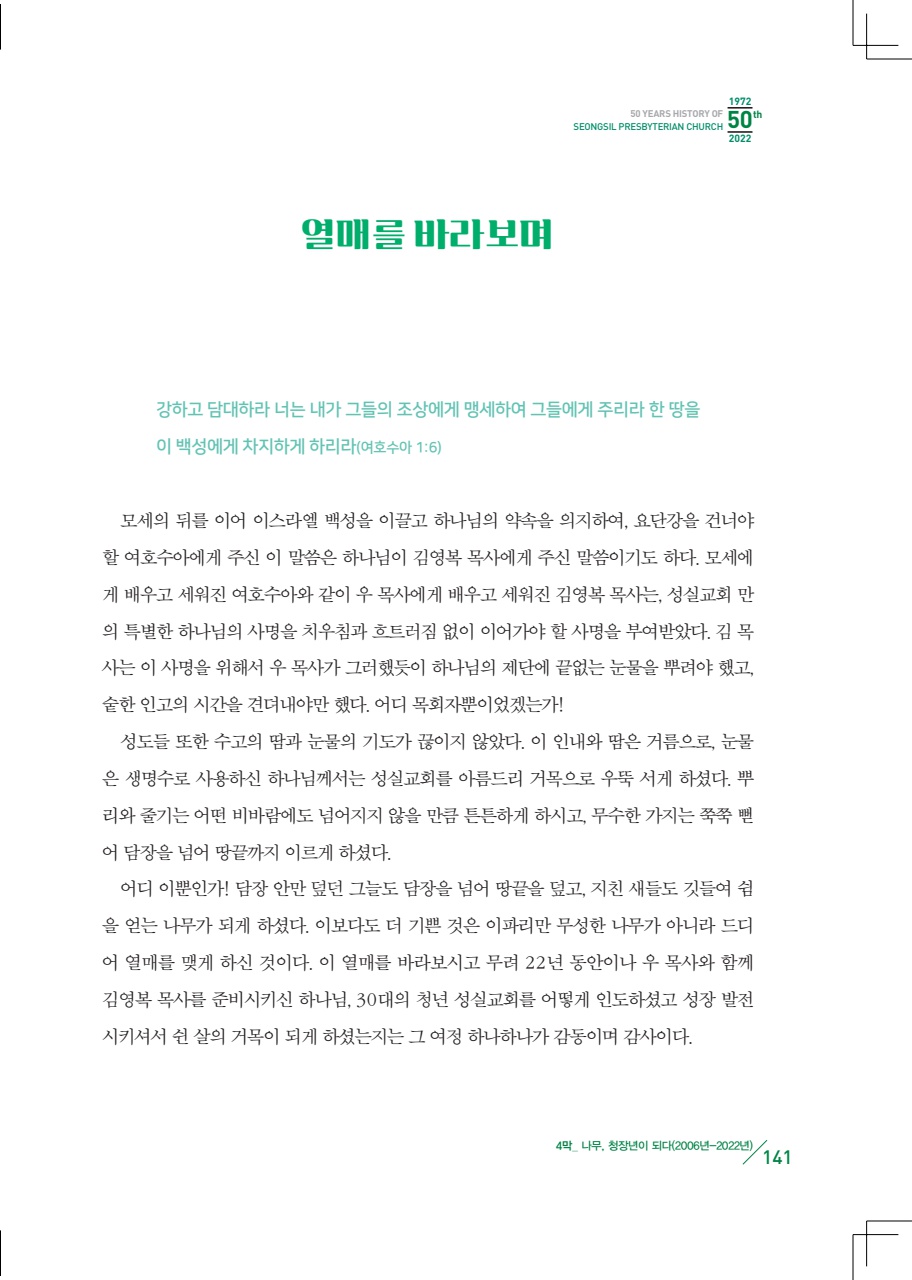 50 YEARS HISTORY OF
SEONGSIL PRESBYTERIAN CHURCH
1972
50th
2022
열매를 바라보며
강하고 담대하라 너는 내가 그들의 조상에게 맹세하여 그들에게 주리라 한 땅을
이 백성에게 차지하게 하리라(여호수아 1:6)
모세의 뒤를 이어 이스라엘 백성을 이끌고 하나님의 약속을 의지하여, 요단강을 건너야
할 여호수아에게 주신 이 말씀은 하나님이 김영복 목사에게 주신 말씀이기도 하다. 모세에
게 배우고 세워진 여호수아와 같이 우 목사에게 배우고 세워진 김영복 목사는, 성실교회 만
의 특별한 하나님의 사명을 치우침과 흐트러짐 없이 이어가야 할 사명을 부여받았다. 김 목
사는 이 사명을 위해서 우 목사가 그러했듯이 하나님의 제단에 끝없는 눈물을 뿌려야 했고,
숱한 인고의 시간을 견뎌내야만 했다. 어디 목회자뿐이었겠는가!
성도들 또한 수고의 땀과 눈물의 기도가 끊이지 않았다. 이 인내와 땀은 거름으로, 눈물
은 생명수로 사용하신 하나님께서는 성실교회를 아름드리 거목으로 우뚝 서게 하셨다. 뿌
리와 줄기는 어떤 비바람에도 넘어지지 않을 만큼 튼튼하게 하시고, 무수한 가지는 쭉쭉 뻗
어 담장을 넘어 땅끝까지 이르게 하셨다.
어디 이뿐인가! 담장 안만 덮던 그늘도 담장을 넘어 땅끝을 덮고, 지친 새들도 깃들여 쉼
을 얻는 나무가 되게 하셨다. 이보다도 더 기쁜 것은 이파리만 무성한 나무가 아니라 드디
어 열매를 맺게 하신 것이다. 이 열매를 바라보시고 무려 22년 동안이나 우 목사와 함께
김영복 목사를 준비시키신 하나님, 30대의 청년 성실교회를 어떻게 인도하셨고 성장 발전
시키셔서 쉰 살의 거목이 되게 하셨는지는 그 여정 하나하나가 감동이며 감사이다.
4막_ 나무, 청장년이 되다(2006년-2022년)
141